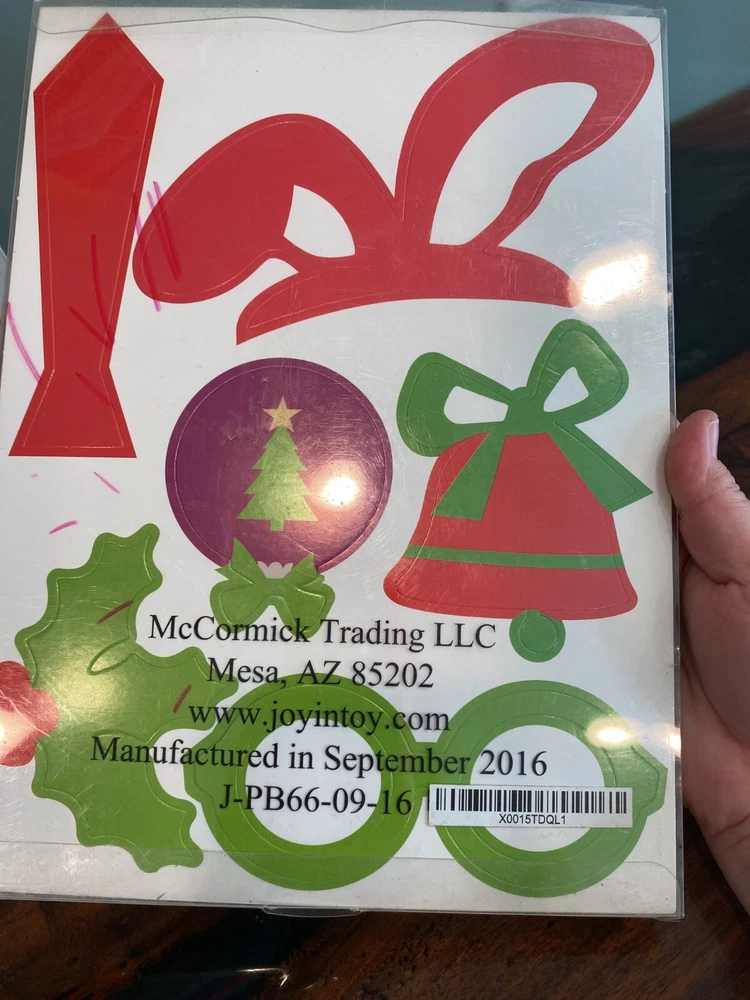 McCormick Trading LLC
Mesa, AZ 85202
www.joyintoy.com
Manufactured in September 2016
J-PB66-09-16
X0015TDQL1